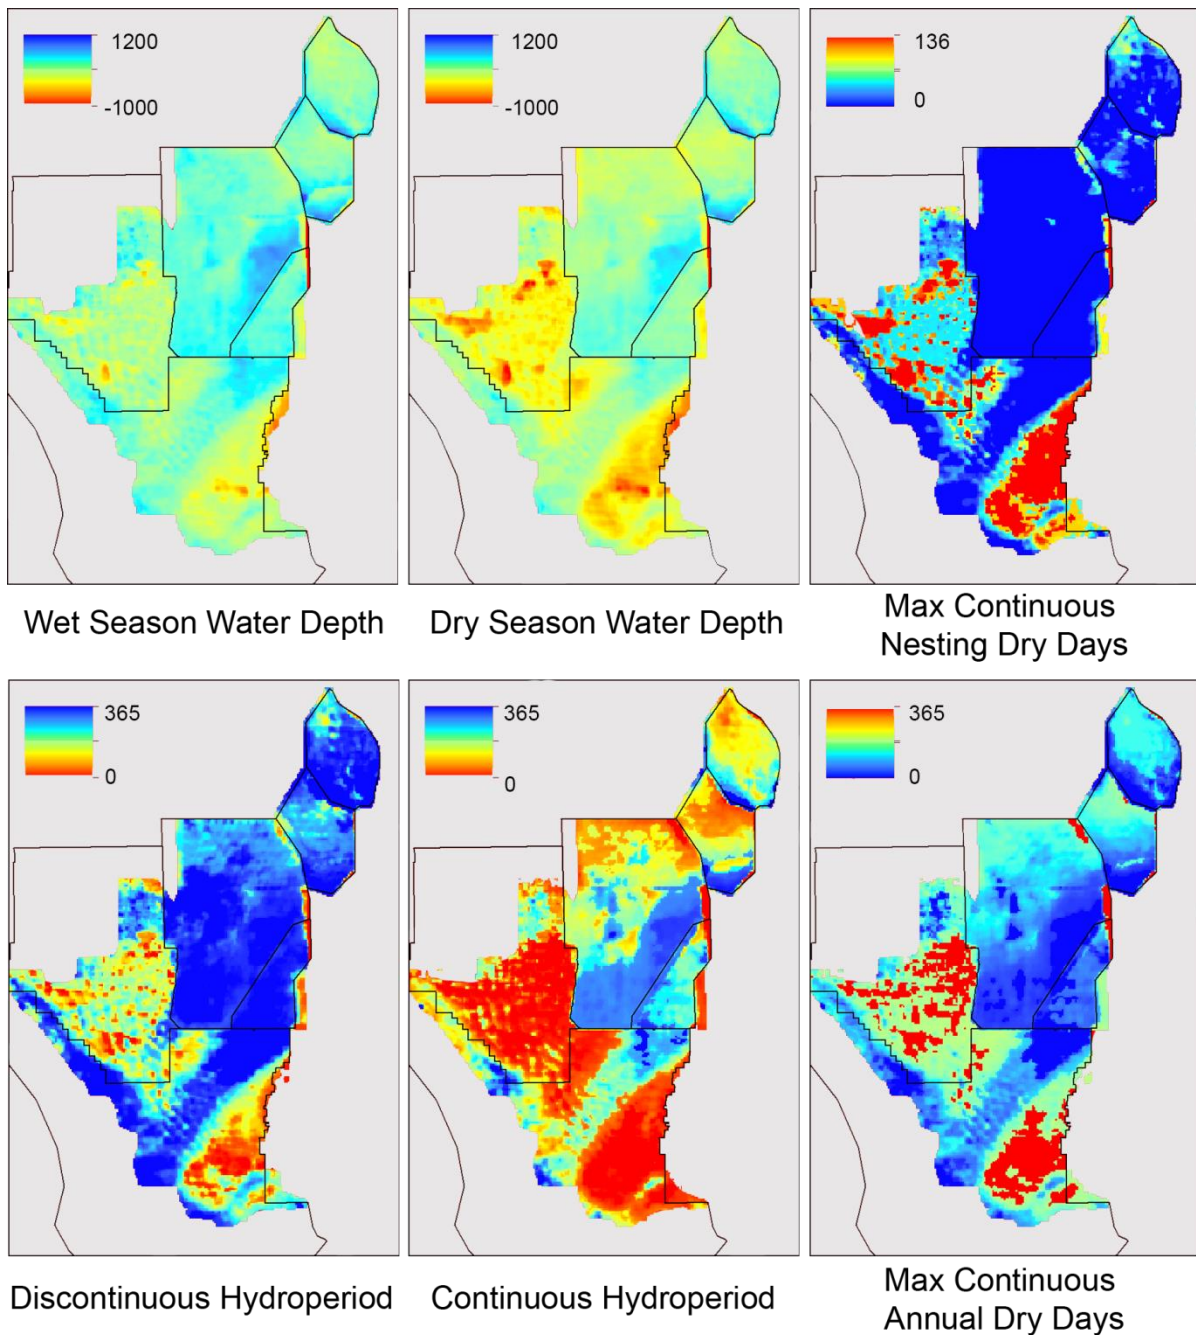 1200
-1000
1200
-1000
136
0
Wet Season Water Depth
Dry Season Water Depth
Max Continuous
Nesting Dry Days
365
0
365
0
365
0
Discontinuous Hydroperiod
Continuous Hydroperiod
Max Continuous
Annual Dry Days